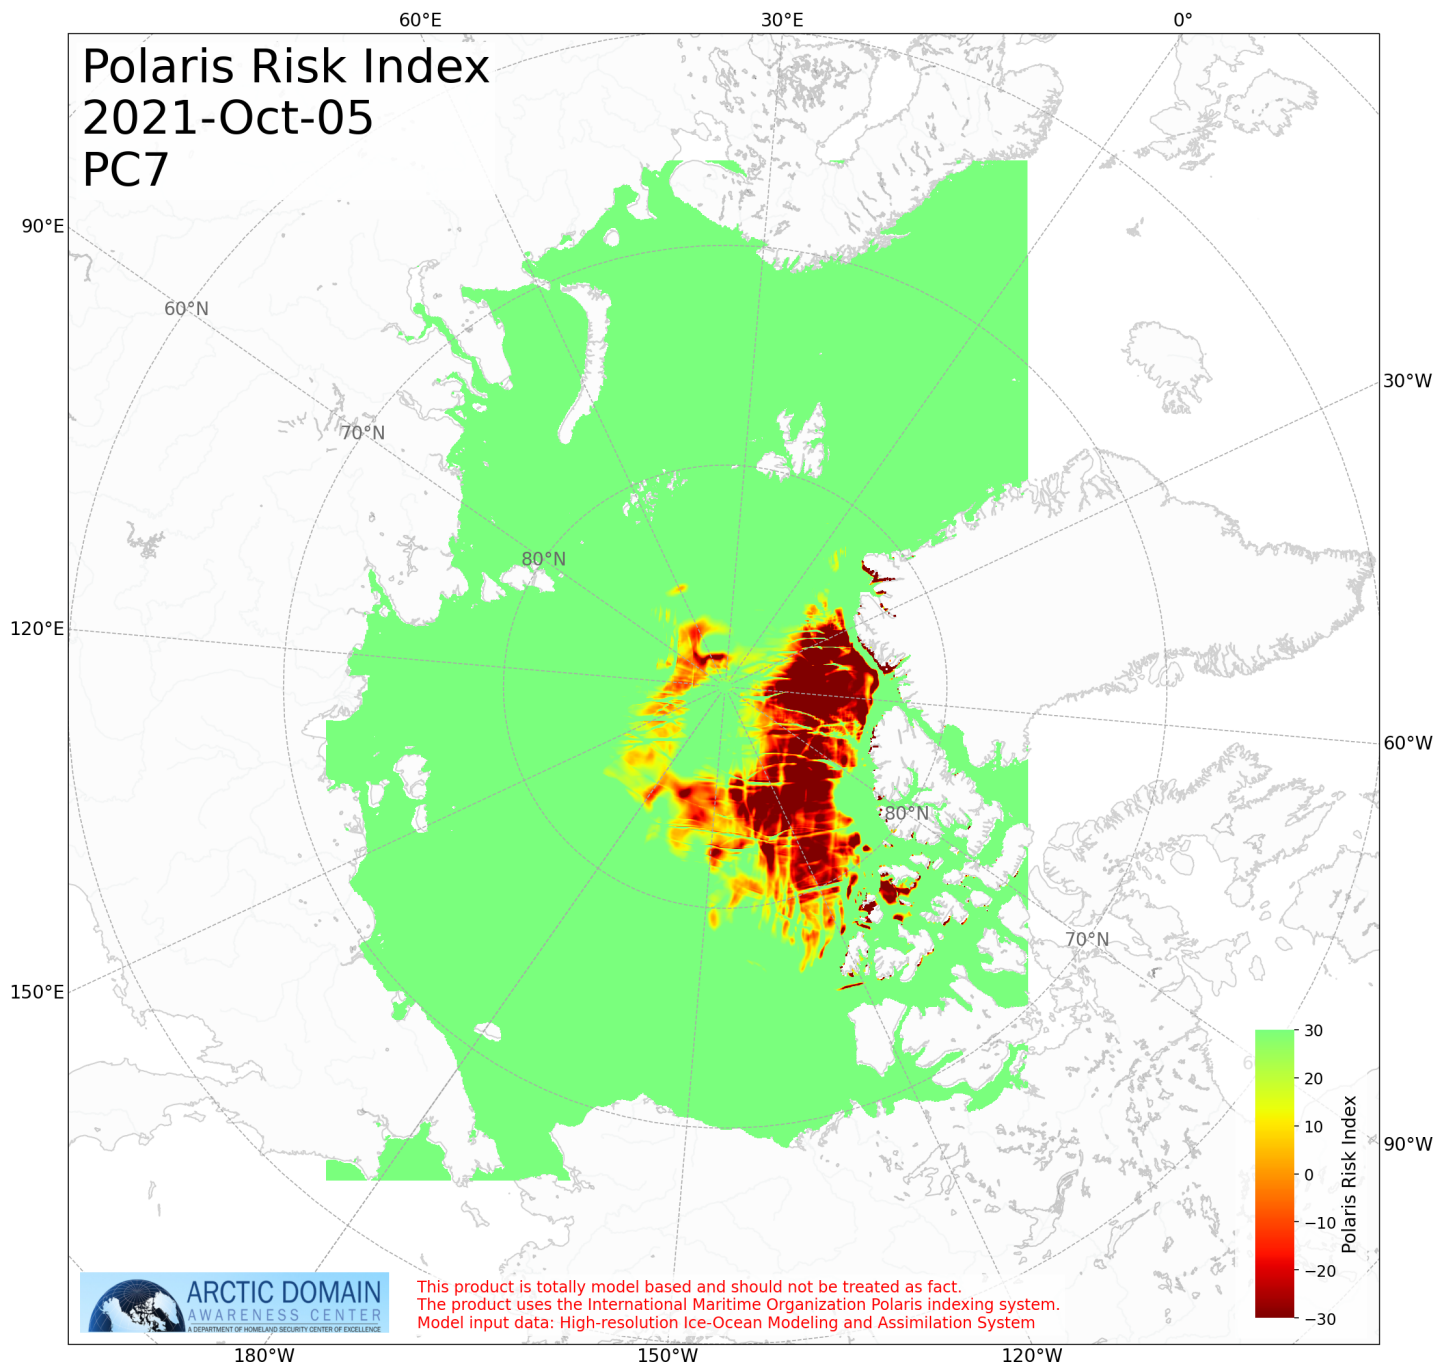 60°E 30°E 0°
Polaris Risk Index
2021-Oct-05
PC7
90°E
60°N
30°W
70°N
80°N
120°E
60°W
80°N
70°N
150°E
30
20
10
0
−10
−20
−30
Polaris Risk Index
90°W
ARCTIC DOMAIN
AWARENESS CENTER
A DEPARTMENT OF HOMELAND SECURITY CENTER OF EXCELLENCE
This product is totally model based and should not be treated as fact.
The product uses the International Maritime Organization Polaris indexing system.
Model input data: High-resolution Ice-Ocean Modeling and Assimilation System
180°W 150°W 120°W